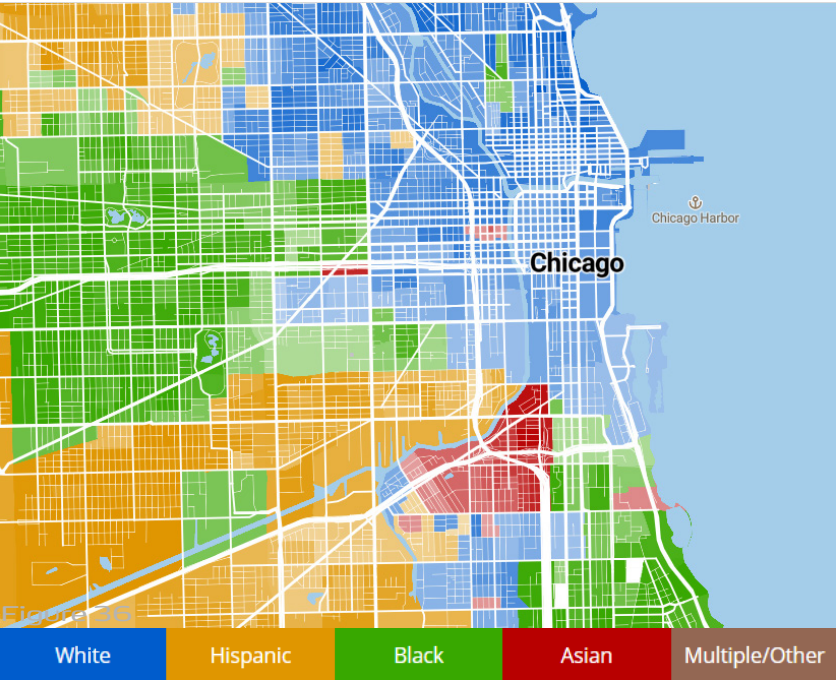 Chicago Harbor
Chicago
Figure 36
White
Hispanic
Black
Asian
Multiple/Other